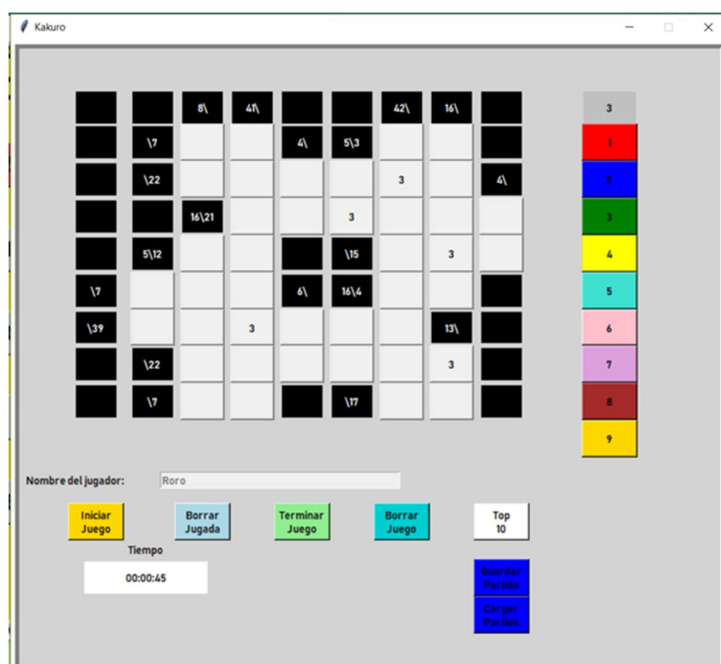 Kakuro
8\ 41\ 42\ 16\ 3
\7 4\ 5\3 1
\22 3 4\ 2
16\21 3 3
5\12 \15 3 4
\7 6\ 16\4 5
\39 3 13\ 6
\22 3 7
\7 \17 8
9
Nombre del jugador: Roro
Iniciar Juego Borrar Jugada Terminar Juego Borrar Juego Top 10
Tiempo
00:00:45
Guardar Partida
Cargar Partida